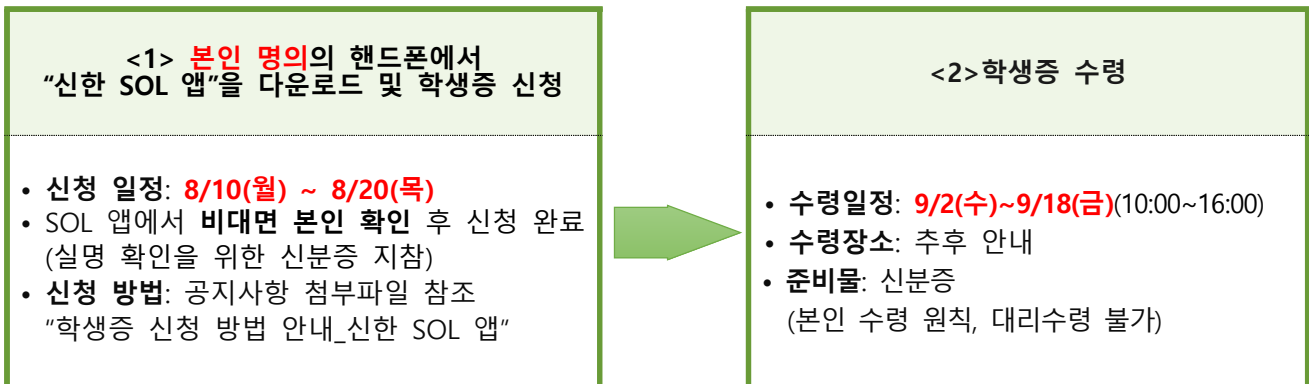 <1> 본인 명의의 핸드폰에서
“신한 SOL 앱”을 다운로드 및 학생증 신청
• 신청 일정: 8/10(월) ~ 8/20(목)
• SOL 앱에서 비대면 본인 확인 후 신청 완료
(실명 확인을 위한 신분증 지참)
• 신청 방법: 공지사항 첨부파일 참조
”학생증 신청 방법 안내_신한 SOL 앱”
<2>학생증 수령
• 수령일정: 9/2(수)~9/18(금)(10:00~16:00)
• 수령장소: 추후 안내
• 준비물: 신분증
(본인 수령 원칙, 대리수령 불가)